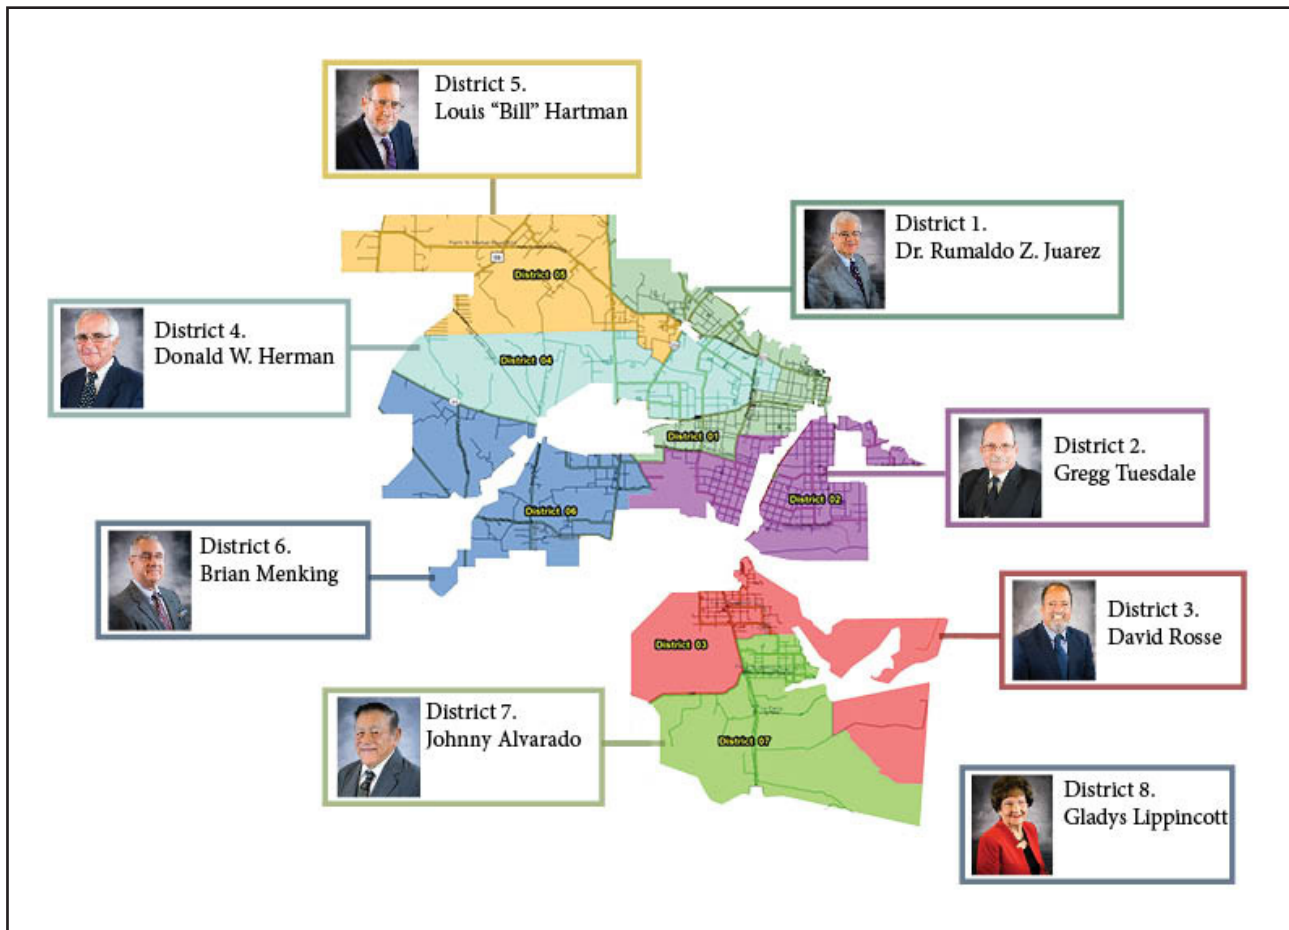 District 5.
Louis “Bill” Hartman
District 1.
Dr. Rumaldo Z. Juarez
District 05
District 4.
Donald W. Herman
District 04
District 01
District 2.
Gregg Tuesdale
District 02
District 06
District 6.
Brian Menking
District 3.
David Rosse
District 03
District 7.
Johnny Alvarado
District 07
District 8.
Gladys Lippincott